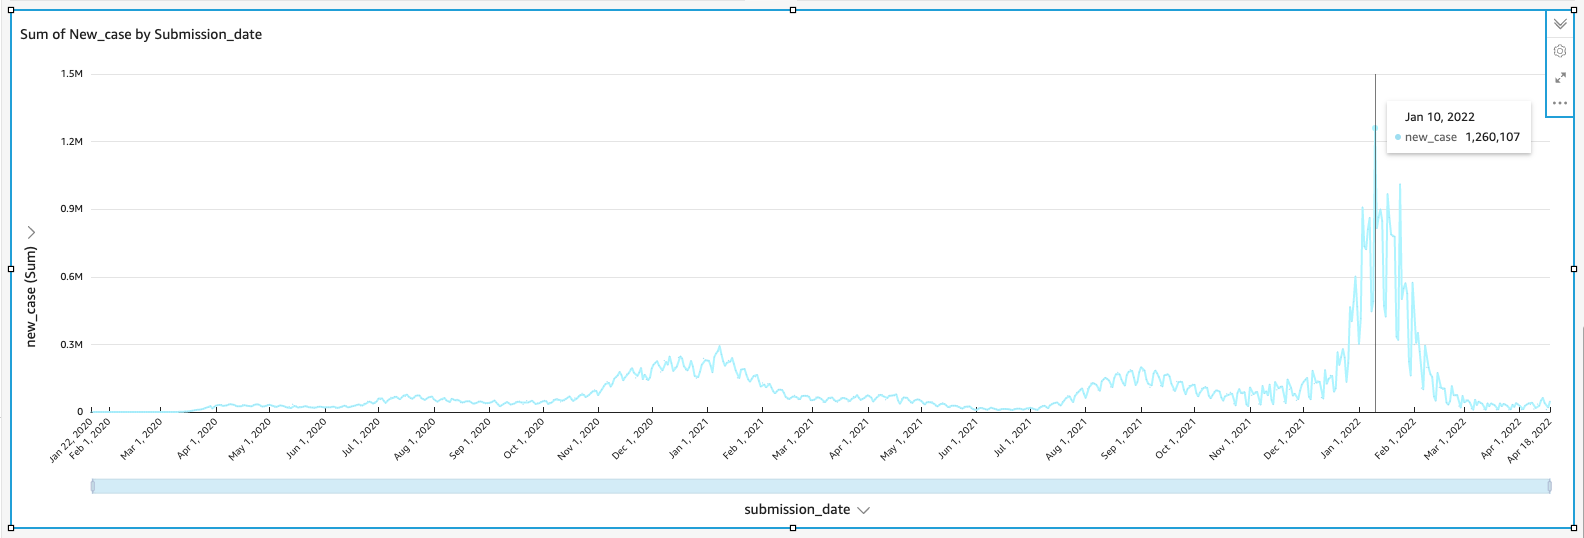 Sum of New_case by Submission_date
1.5M
1.2M
0.9M
0.6M
0.3M
0
new_case (Sum)
Jan 10, 2022
new_case 1,260,107
Jan 22, 2020
Feb 1, 2020
Mar 1, 2020
Apr 1, 2020
May 1, 2020
Jun 1, 2020
Jul 1, 2020
Aug 1, 2020
Sep 1, 2020
Oct 1, 2020
Nov 1, 2020
Dec 1, 2020
Jan 1, 2021
Feb 1, 2021
Mar 1, 2021
Apr 1, 2021
May 1, 2021
Jun 1, 2021
Jul 1, 2021
Aug 1, 2021
Sep 1, 2021
Oct 1, 2021
Nov 1, 2021
Dec 1, 2021
Jan 1, 2022
Feb 1, 2022
Mar 1, 2022
Apr 1, 2022
Apr 18, 2022
submission_date